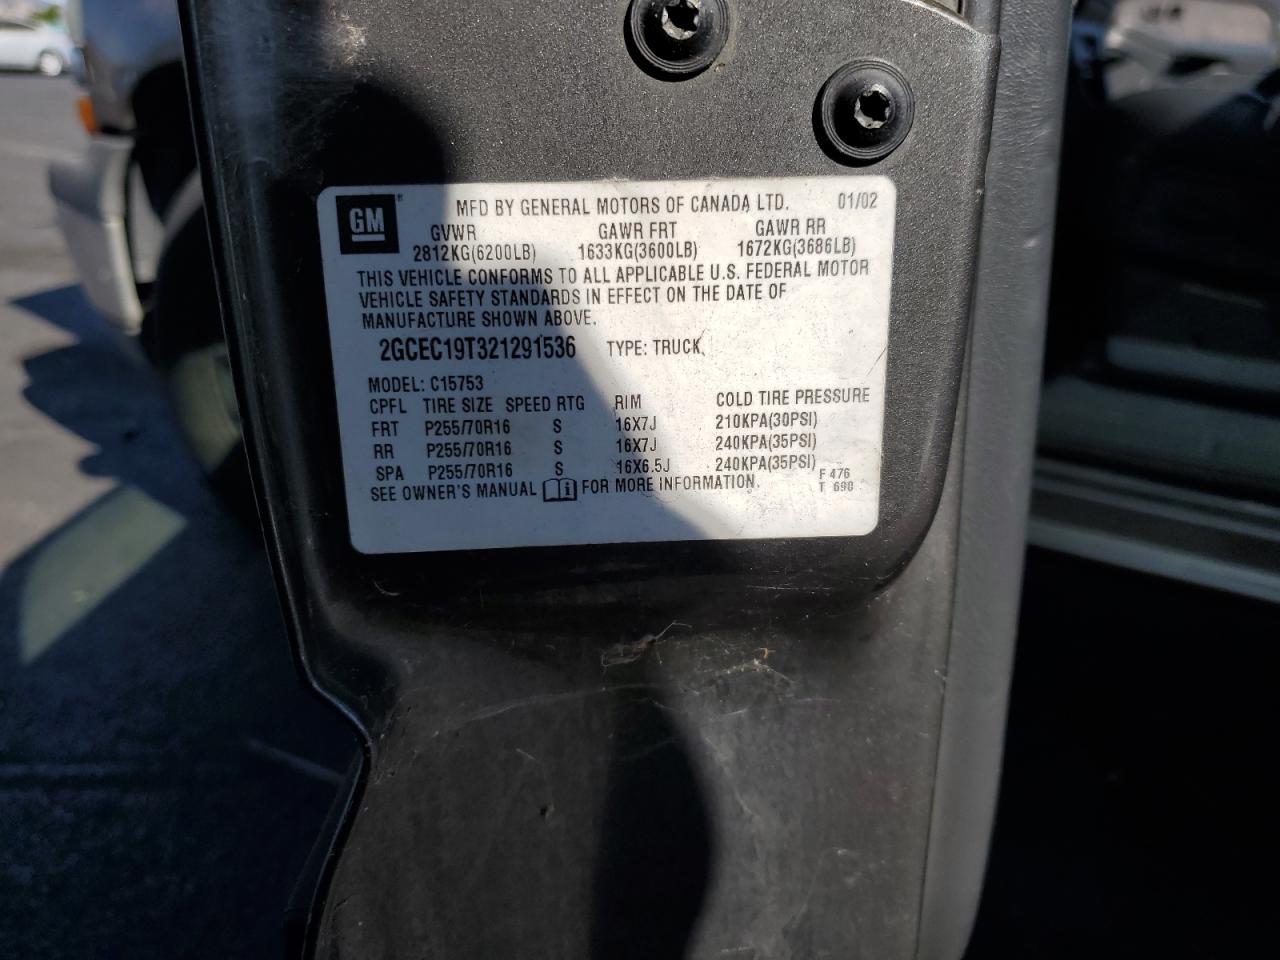 GM ® MFD BY GENERAL MOTORS OF CANADA LTD. 01/02
GVWR GAWR FRT GAWR RR
2812KG(6200LB) 1633KG(3600LB) 1672KG(3686LB)
THIS VEHICLE CONFORMS TO ALL APPLICABLE U.S. FEDERAL MOTOR
VEHICLE SAFETY STANDARDS IN EFFECT ON THE DATE OF
MANUFACTURE SHOWN ABOVE.
2GCEC19T321291536 TYPE: TRUCK
MODEL: C15753
CPFL TIRE SIZE SPEED RTG RIM COLD TIRE PRESSURE
FRT P255/70R16 S 16X7J 210KPA(30PSI)
RR P255/70R16 S 16X7J 240KPA(35PSI)
SPA P255/70R16 S 16X6.5J 240KPA(35PSI)
SEE OWNER'S MANUAL i FOR MORE INFORMATION.
F 476
T 690